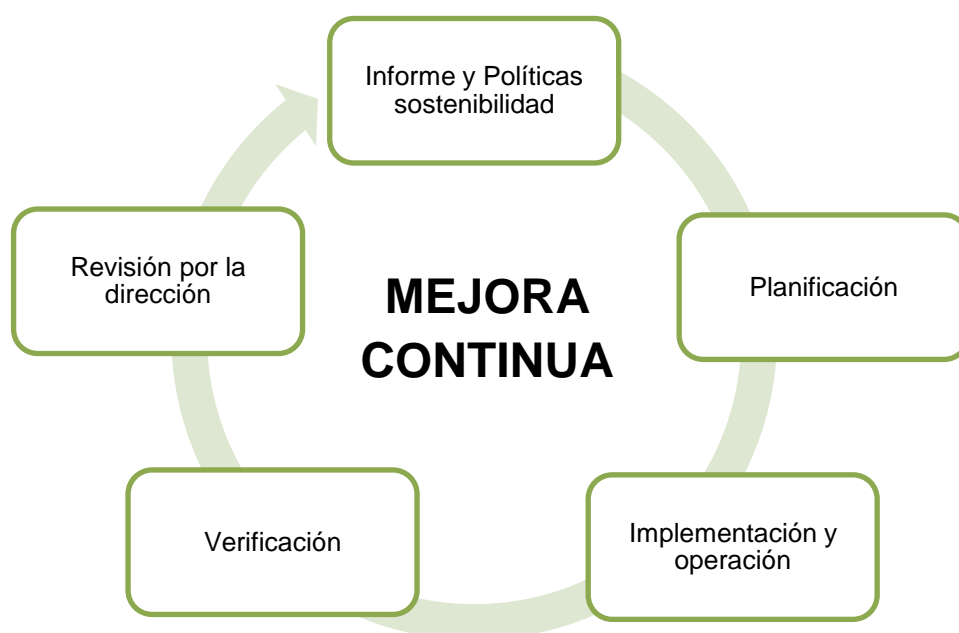 Informe y Políticas
sostenibilidad
Planificación
Implementación y
operación
Verificación
Revisión por la
dirección
MEJORA
CONTINUA